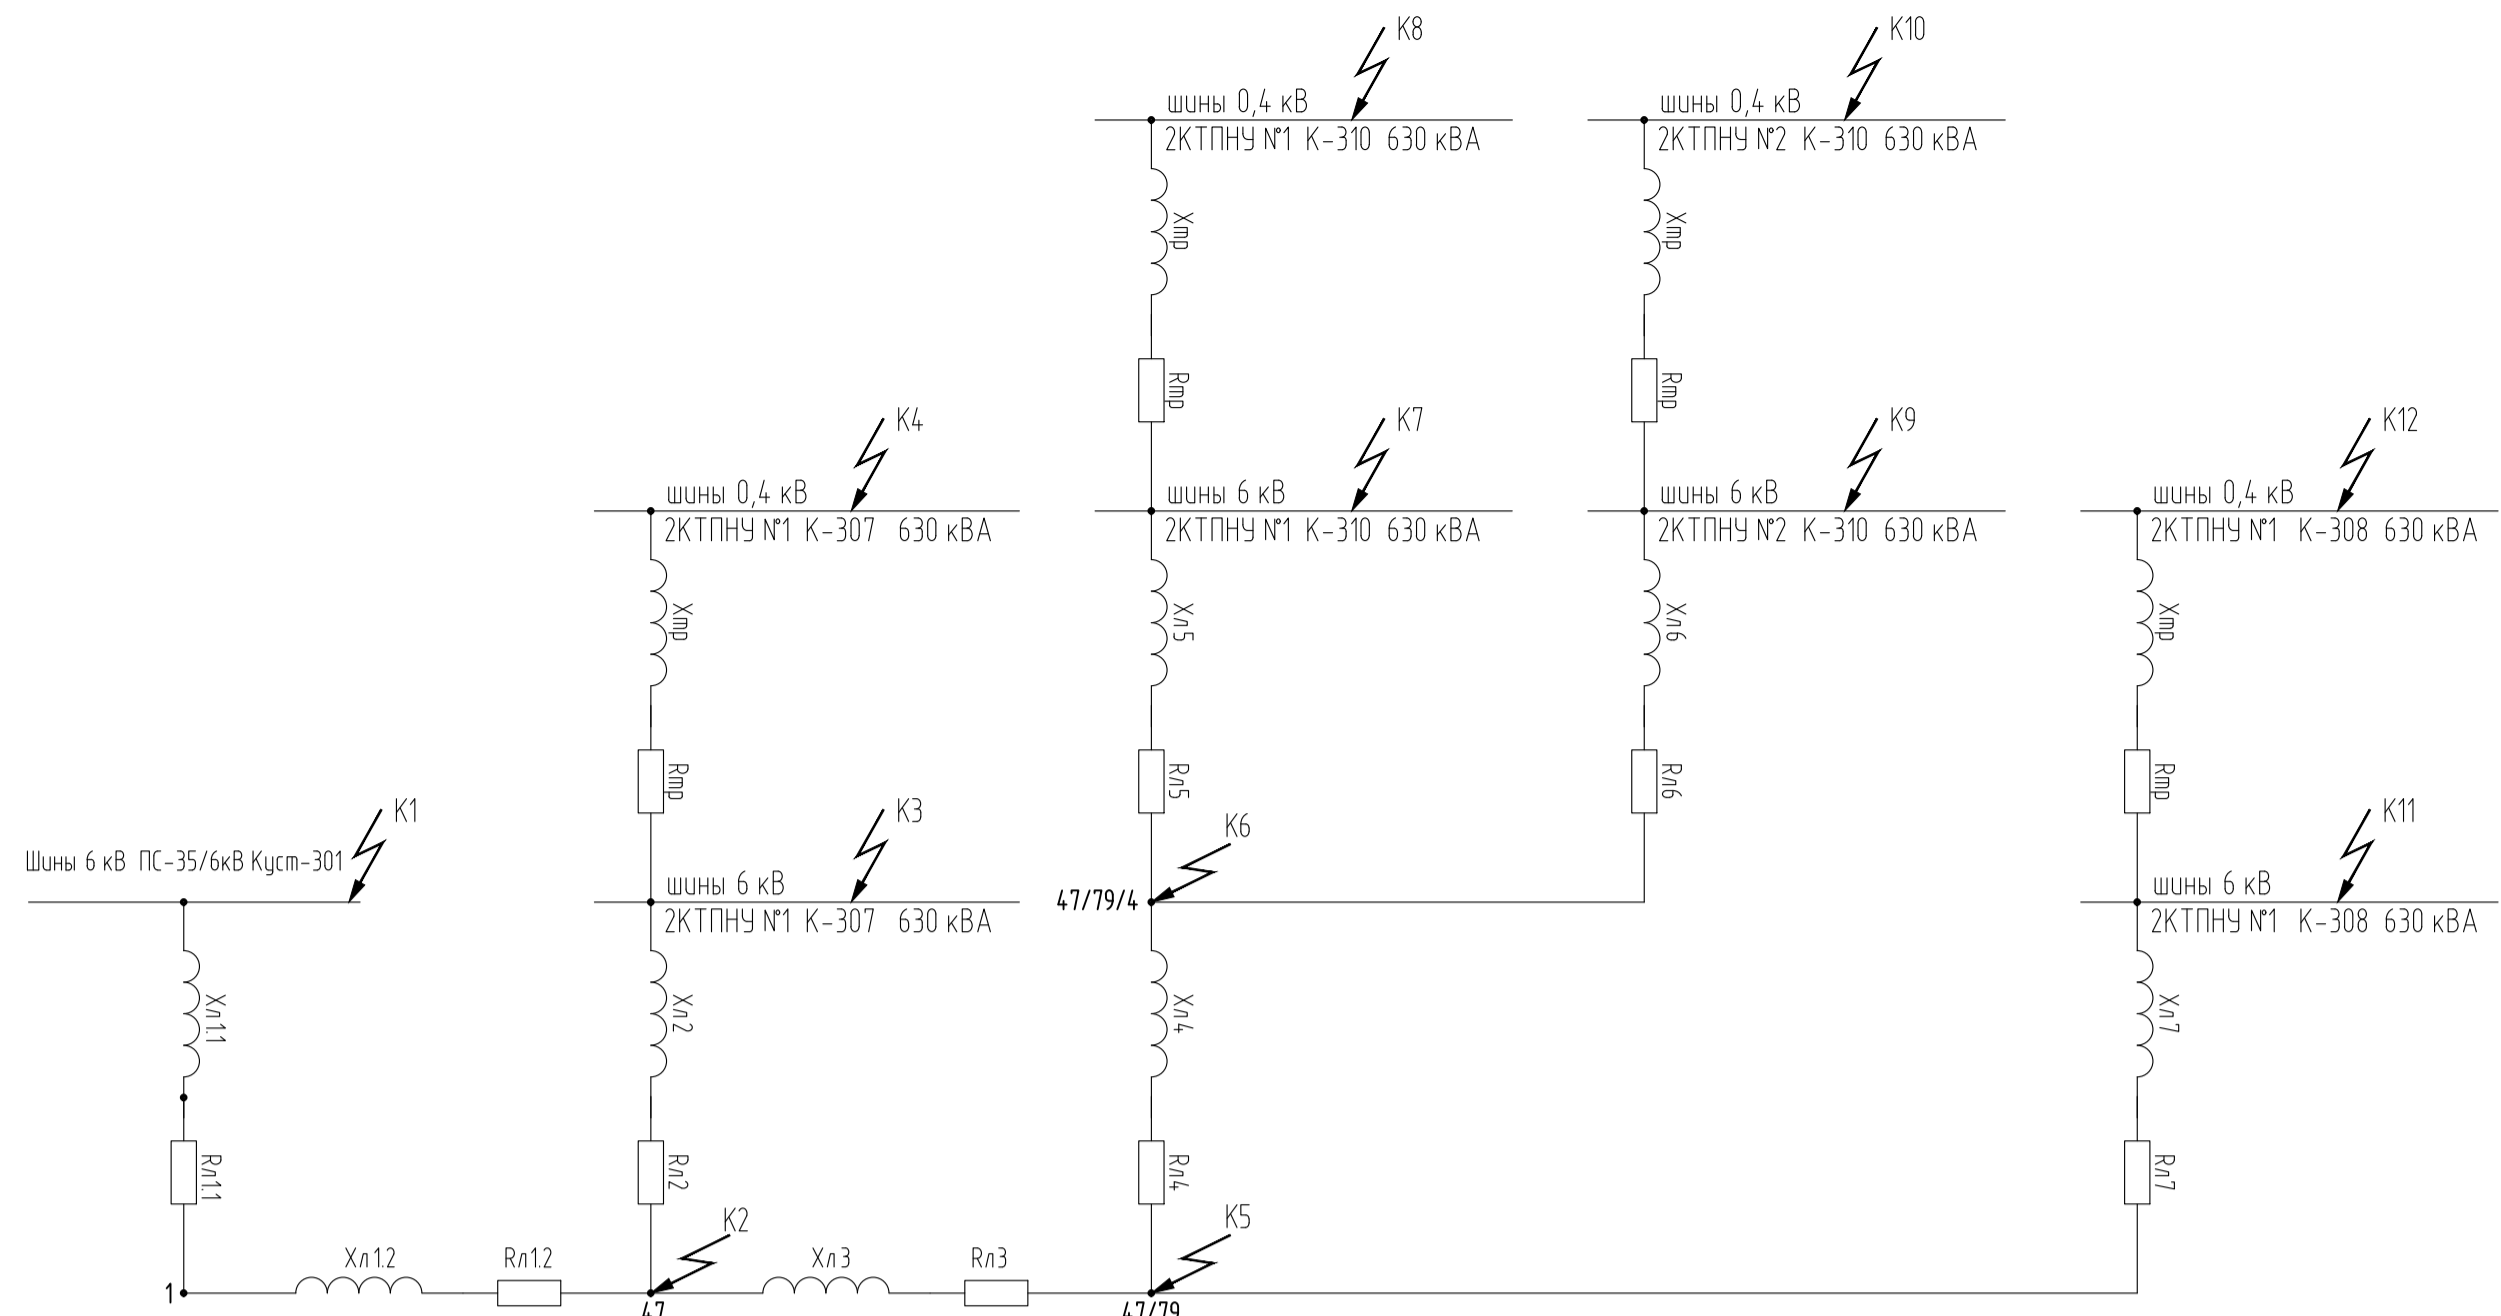 К8
К10
шины 0,4 кВ
2КТПНУ №1 К-310 630 кВА
шины 0,4 кВ
2КТПНУ №2 К-310 630 кВА
Хтр
Хтр
Rтр
Rтр
К4
К7
К9
К12
шины 0,4 кВ
2КТПНУ №1 К-307 630 кВА
шины 6 кВ
2КТПНУ №1 К-310 630 кВА
шины 6 кВ
2КТПНУ №2 К-310 630 кВА
шины 0,4 кВ
2КТПНУ №1 К-308 630 кВА
Хтр
Хл5
Хл6
Хтр
Rтр
Rл5
Rл6
Rтр
К1
К3
К6
К11
Шины 6 кВ ПС-35/6кВ Куст-301
шины 6 кВ
2КТПНУ №1 К-307 630 кВА
47/79/4
шины 6 кВ
2КТПНУ №1 К-308 630 кВА
Хл1.1
Хл2
Хл4
Хл7
Rл1.1
Rл2
Rл4
Rл7
К2
К5
Хл1.2
Rл1.2
Хл3
Rл3
1
47
47/79